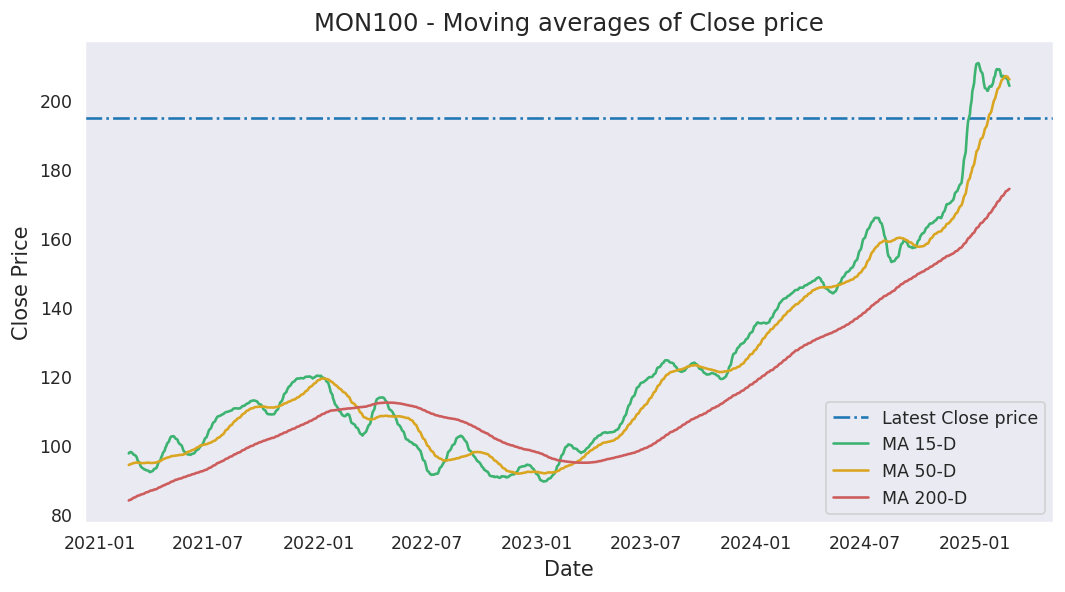 MON100 - Moving averages of Close price
Close Price
200
180
160
140
120
100
80
2021-01 2021-07 2022-01 2022-07 2023-01 2023-07 2024-01 2024-07 2025-01
Date
Latest Close price
MA 15-D
MA 50-D
MA 200-D